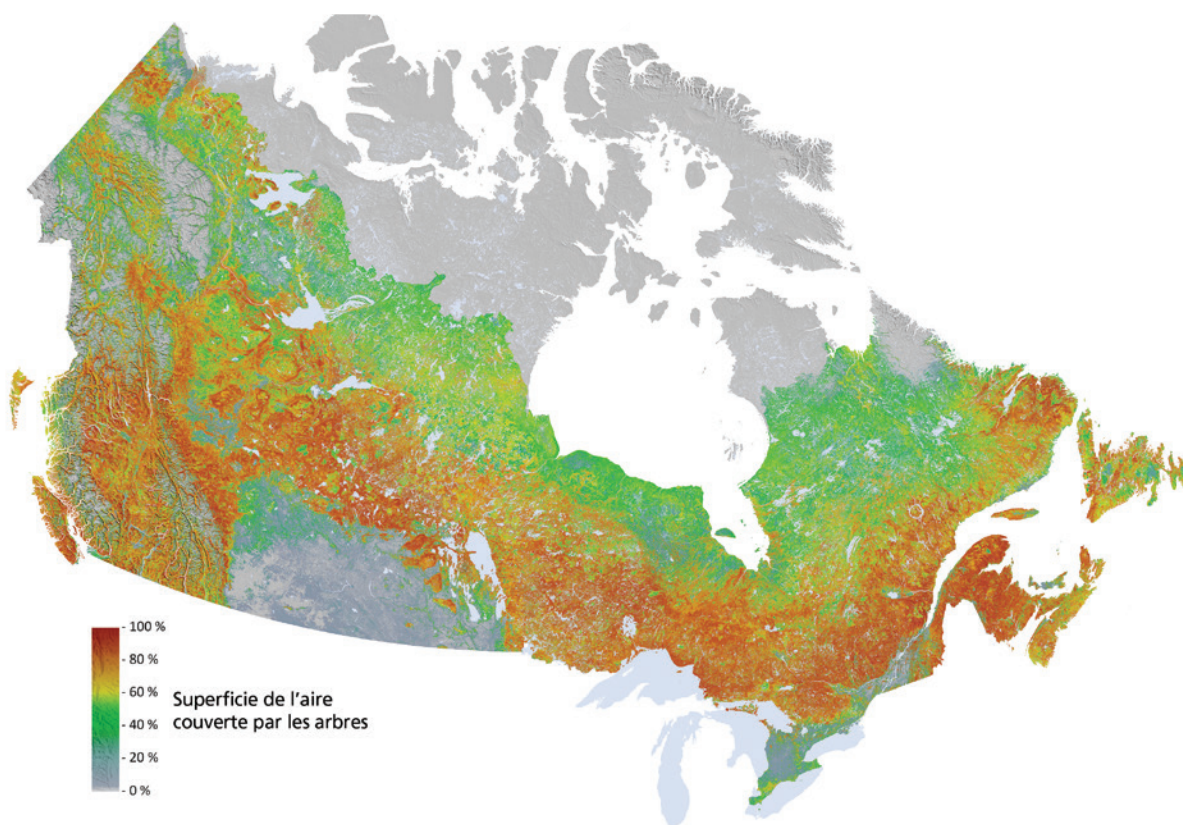 - 100 %
- 80 %
- 60 %
- 40 %
- 20 %
- 0 %
Superficie de l'aire
couverte par les arbres